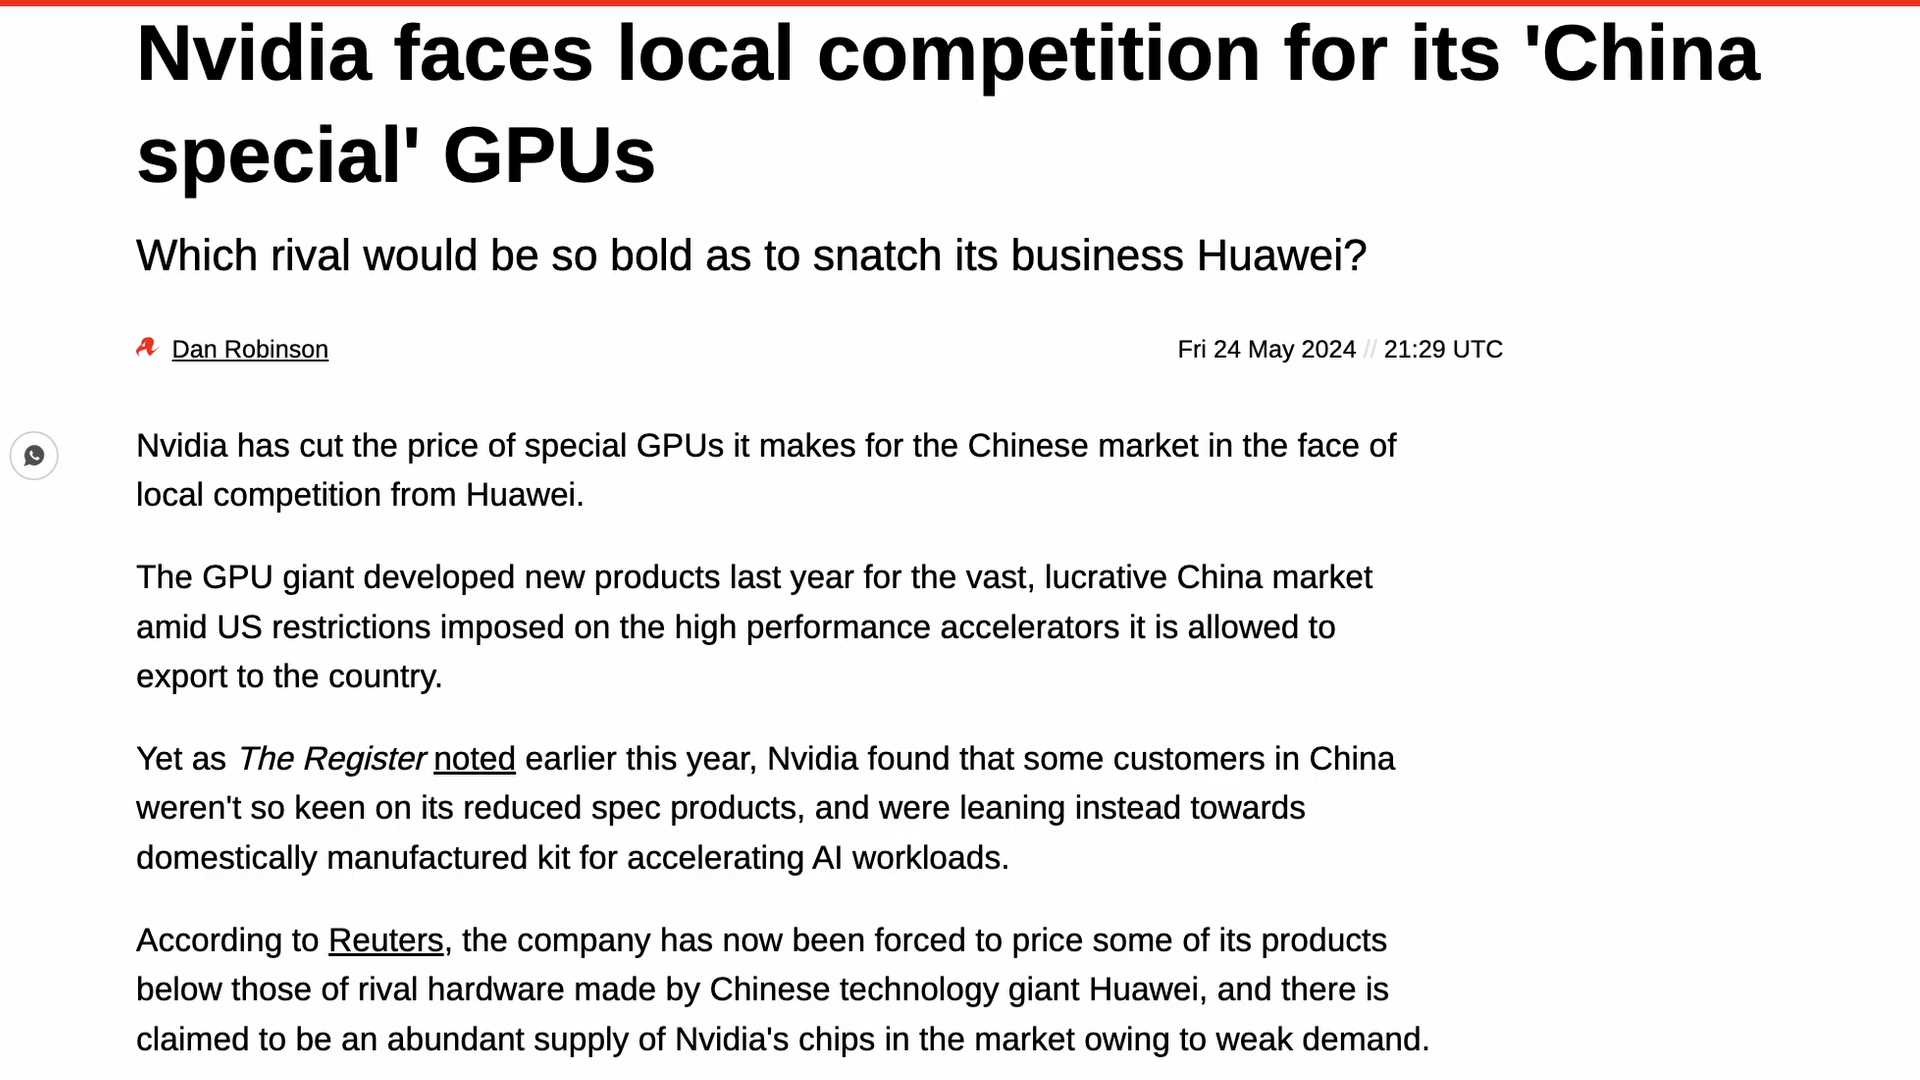 Nvidia faces local competition for its 'China
special' GPUs
Which rival would be so bold as to snatch its business Huawei?
Dan Robinson
Fri 24 May 2024 // 21:29 UTC
Nvidia has cut the price of special GPUs it makes for the Chinese market in the face of
local competition from Huawei.
The GPU giant developed new products last year for the vast, lucrative China market
amid US restrictions imposed on the high performance accelerators it is allowed to
export to the country.
Yet as The Register noted earlier this year, Nvidia found that some customers in China
weren't so keen on its reduced spec products, and were leaning instead towards
domestically manufactured kit for accelerating AI workloads.
According to Reuters, the company has now been forced to price some of its products
below those of rival hardware made by Chinese technology giant Huawei, and there is
claimed to be an abundant supply of Nvidia's chips in the market owing to weak demand.